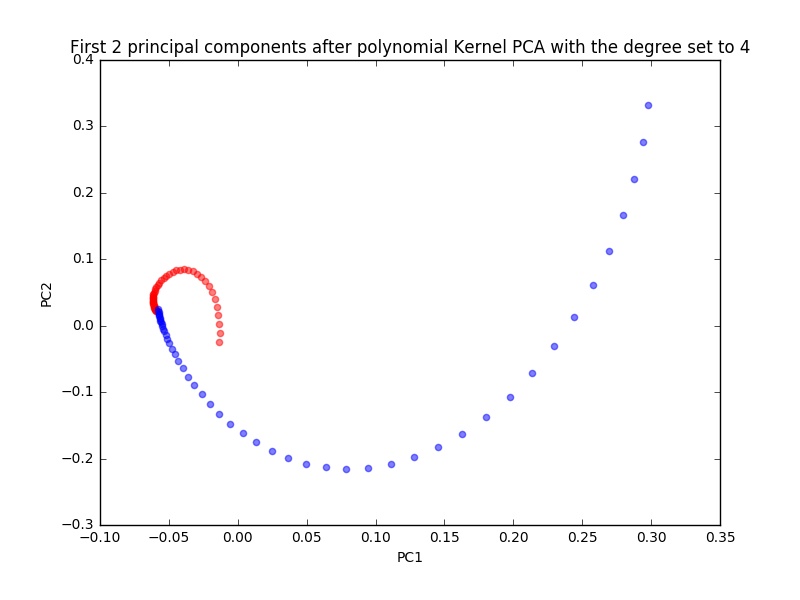 First 2 principal components after polynomial Kernel PCA with the degree set to 4
0.4
0.3
0.2
0.1
0.0
−0.1
−0.2
−0.3
PC2
−0.10 −0.05 0.00 0.05 0.10 0.15 0.20 0.25 0.30 0.35
PC1